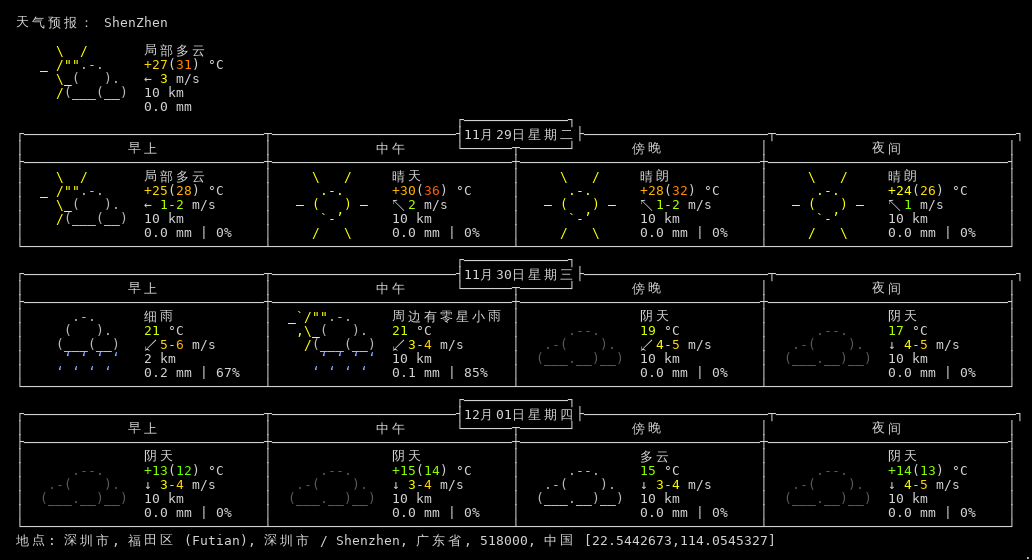 天气预报： ShenZhen
局部多云
+27(31) °C
← 3 m/s
10 km
0.0 mm
11月29日星期二
早上 中午 傍晚 夜间
局部多云 晴天 晴朗 晴朗
+25(28) °C +30(36) °C +28(32) °C +24(26) °C
← 1-2 m/s ↖ 2 m/s ↖ 1-2 m/s ↖ 1 m/s
10 km 10 km 10 km 10 km
0.0 mm | 0% 0.0 mm | 0% 0.0 mm | 0% 0.0 mm | 0%
11月30日星期三
早上 中午 傍晚 夜间
细雨 周边有零星小雨 阴天 阴天
21 °C 21 °C 19 °C 17 °C
↙ 5-6 m/s ↙ 3-4 m/s ↙ 4-5 m/s ↓ 4-5 m/s
2 km 10 km 10 km 10 km
0.2 mm | 67% 0.1 mm | 85% 0.0 mm | 0% 0.0 mm | 0%
12月01日星期四
早上 中午 傍晚 夜间
阴天 阴天 多云 阴天
+13(12) °C +15(14) °C 15 °C +14(13) °C
↓ 3-4 m/s ↓ 3-4 m/s ↓ 3-4 m/s ↓ 4-5 m/s
10 km 10 km 10 km 10 km
0.0 mm | 0% 0.0 mm | 0% 0.0 mm | 0% 0.0 mm | 0%
地点: 深圳市, 福田区 (Futian), 深圳市 / Shenzhen, 广东省, 518000, 中国 [22.5442673,114.0545327]